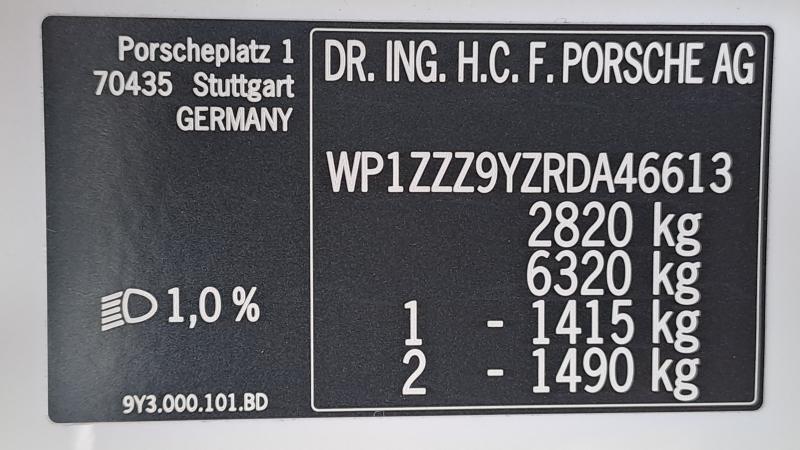 Porscheplatz 1
70435 Stuttgart
GERMANY
1,0 %
9Y3.000.101.BD
DR. ING. H.C. F. PORSCHE AG
WP1ZZZ9YZRDA46613
2820 kg
6320 kg
1 - 1415 kg
2 - 1490 kg